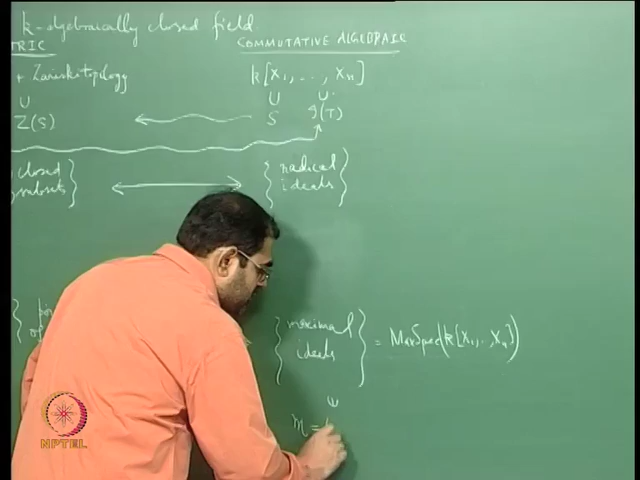 k-algebraically closed field
TRIC
COMMUTATIVE ALGEBRAIC
+ Zariski topology
k[X1, .., Xn]
U
U
U
Z(S)
S
I(T)
closed
subsets }
{ radical
ideals }
{ maximal
ideals } = MaxSpec(k[X1, .., Xn])
m =
NPTEL